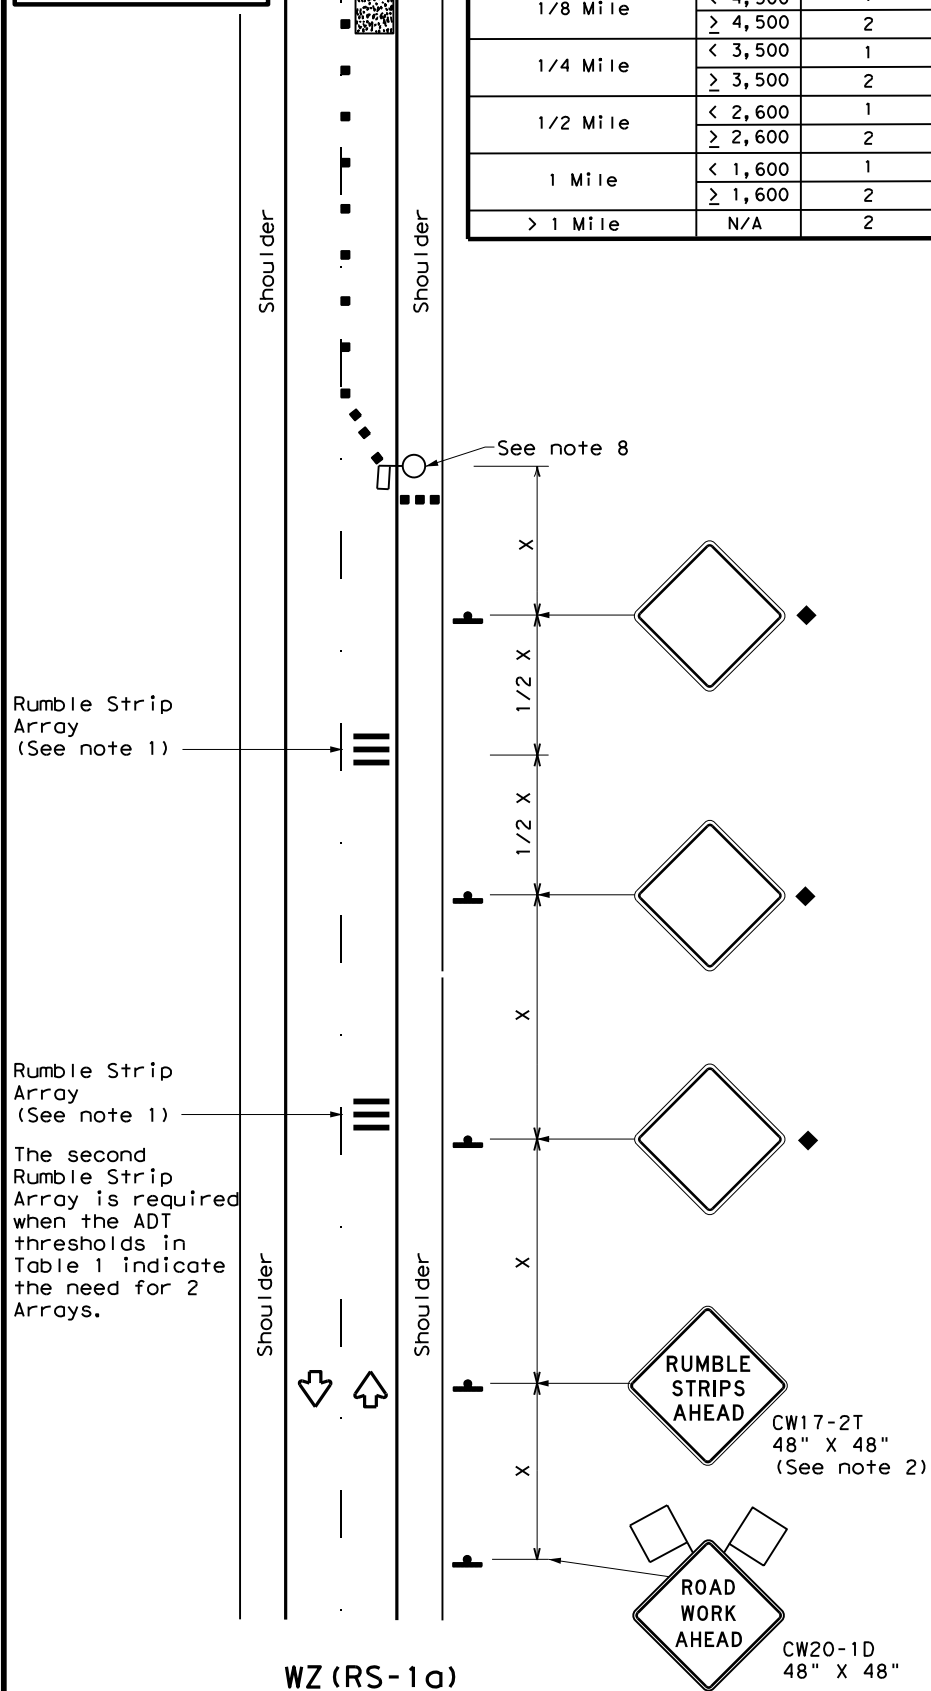 1/8 Mile
< 4,500 1
≥ 4,500 2
1/4 Mile
< 3,500 1
≥ 3,500 2
1/2 Mile
< 2,600 1
≥ 2,600 2
1 Mile
< 1,600 1
≥ 1,600 2
> 1 Mile N/A 2
Shoulder
Shoulder
See note 8
X
1/2 X
Rumble Strip
Array
(See note 1)
1/2 X
X
Rumble Strip
Array
(See note 1)
The second
Rumble Strip
Array is required
when the ADT
thresholds in
Table 1 indicate
the need for 2
Arrays.
X
Shoulder
Shoulder
RUMBLE
STRIPS
AHEAD
CW17-2T
48" X 48"
(See note 2)
X
ROAD
WORK
AHEAD
CW20-1D
48" X 48"
WZ(RS-1a)